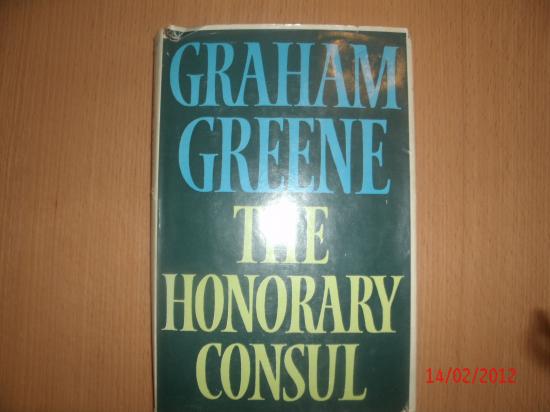 GRAHAM
GREENE
THE
HONORARY
CONSUL
14/02/2012